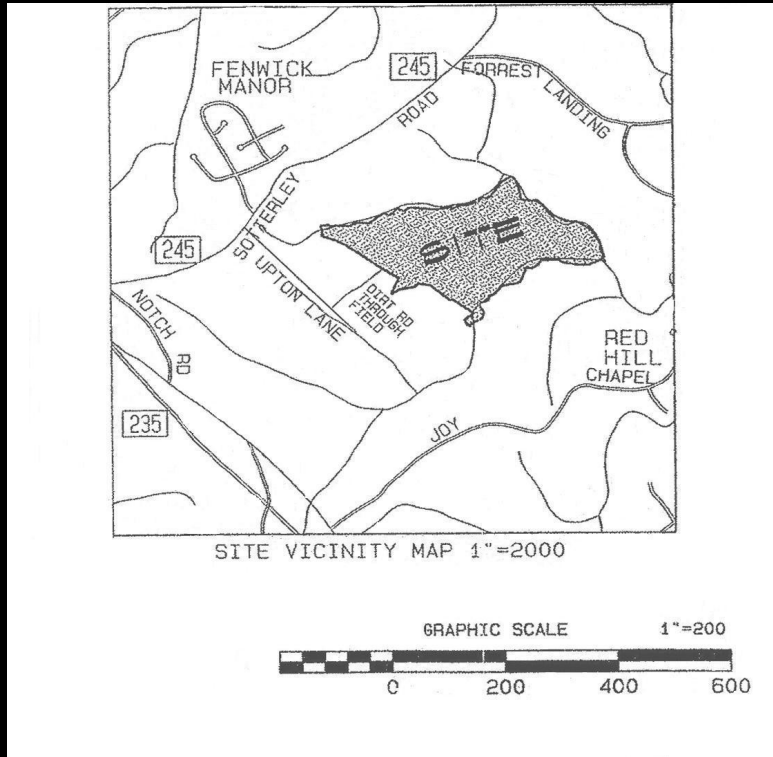 FENWICK
MANOR
245
FORREST
LANDING
ROAD
SOTTERLEY
SITE
245
UPTON LANE
DIRT RD
THROUGH
FIELD
NOTCH
RD
RED
HILL
CHAPEL
235
JOY
SITE VICINITY MAP 1"=2000
GRAPHIC SCALE 1"=200
0 200 400 600